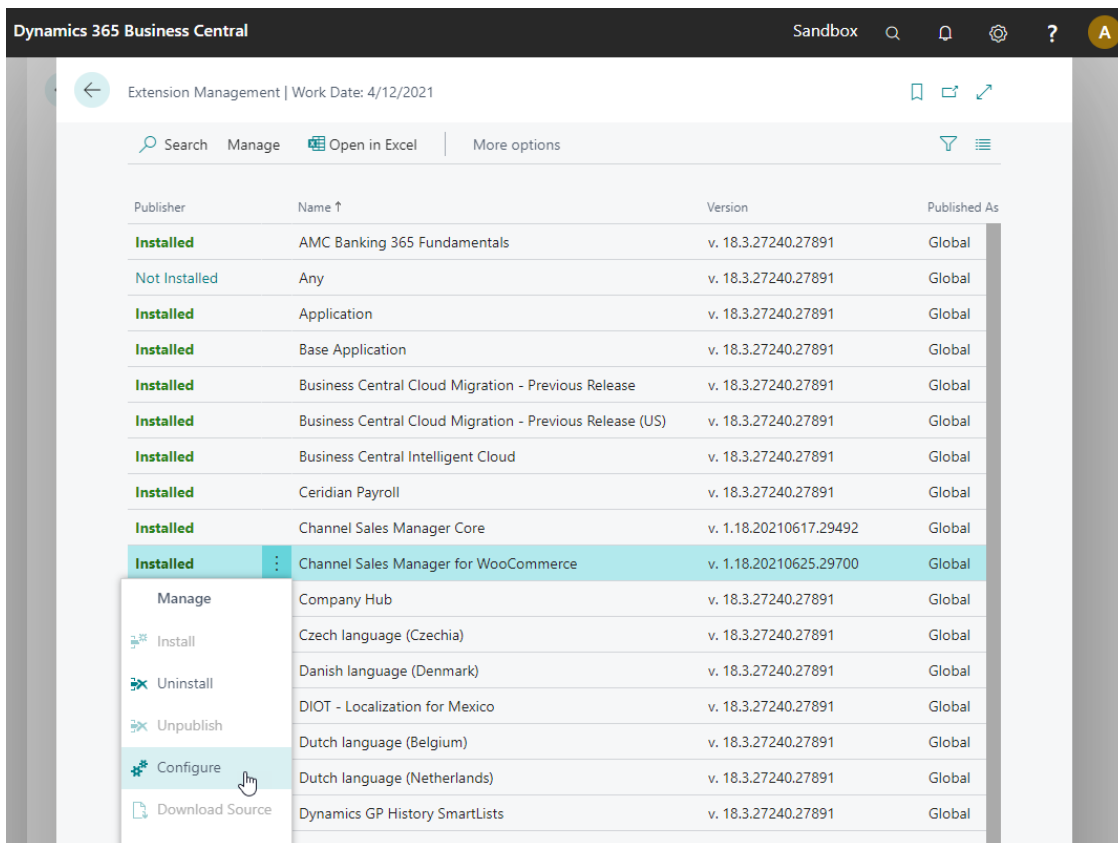 Dynamics 365 Business Central Sandbox ? A
Extension Management | Work Date: 4/12/2021
Search Manage Open in Excel More options
Publisher Name ↑ Version Published As
Installed AMC Banking 365 Fundamentals v. 18.3.27240.27891 Global
Not Installed Any v. 18.3.27240.27891 Global
Installed Application v. 18.3.27240.27891 Global
Installed Base Application v. 18.3.27240.27891 Global
Installed Business Central Cloud Migration - Previous Release v. 18.3.27240.27891 Global
Installed Business Central Cloud Migration - Previous Release (US) v. 18.3.27240.27891 Global
Installed Business Central Intelligent Cloud v. 18.3.27240.27891 Global
Installed Ceridian Payroll v. 18.3.27240.27891 Global
Installed Channel Sales Manager Core v. 1.18.20210617.29492 Global
Installed Channel Sales Manager for WooCommerce v. 1.18.20210625.29700 Global
Manage Company Hub v. 18.3.27240.27891 Global
Install Czech language (Czechia) v. 18.3.27240.27891 Global
Uninstall Danish language (Denmark) v. 18.3.27240.27891 Global
Unpublish DIOT - Localization for Mexico v. 18.3.27240.27891 Global
Configure Dutch language (Belgium) v. 18.3.27240.27891 Global
Dutch language (Netherlands) v. 18.3.27240.27891 Global
Download Source Dynamics GP History SmartLists v. 18.3.27240.27891 Global